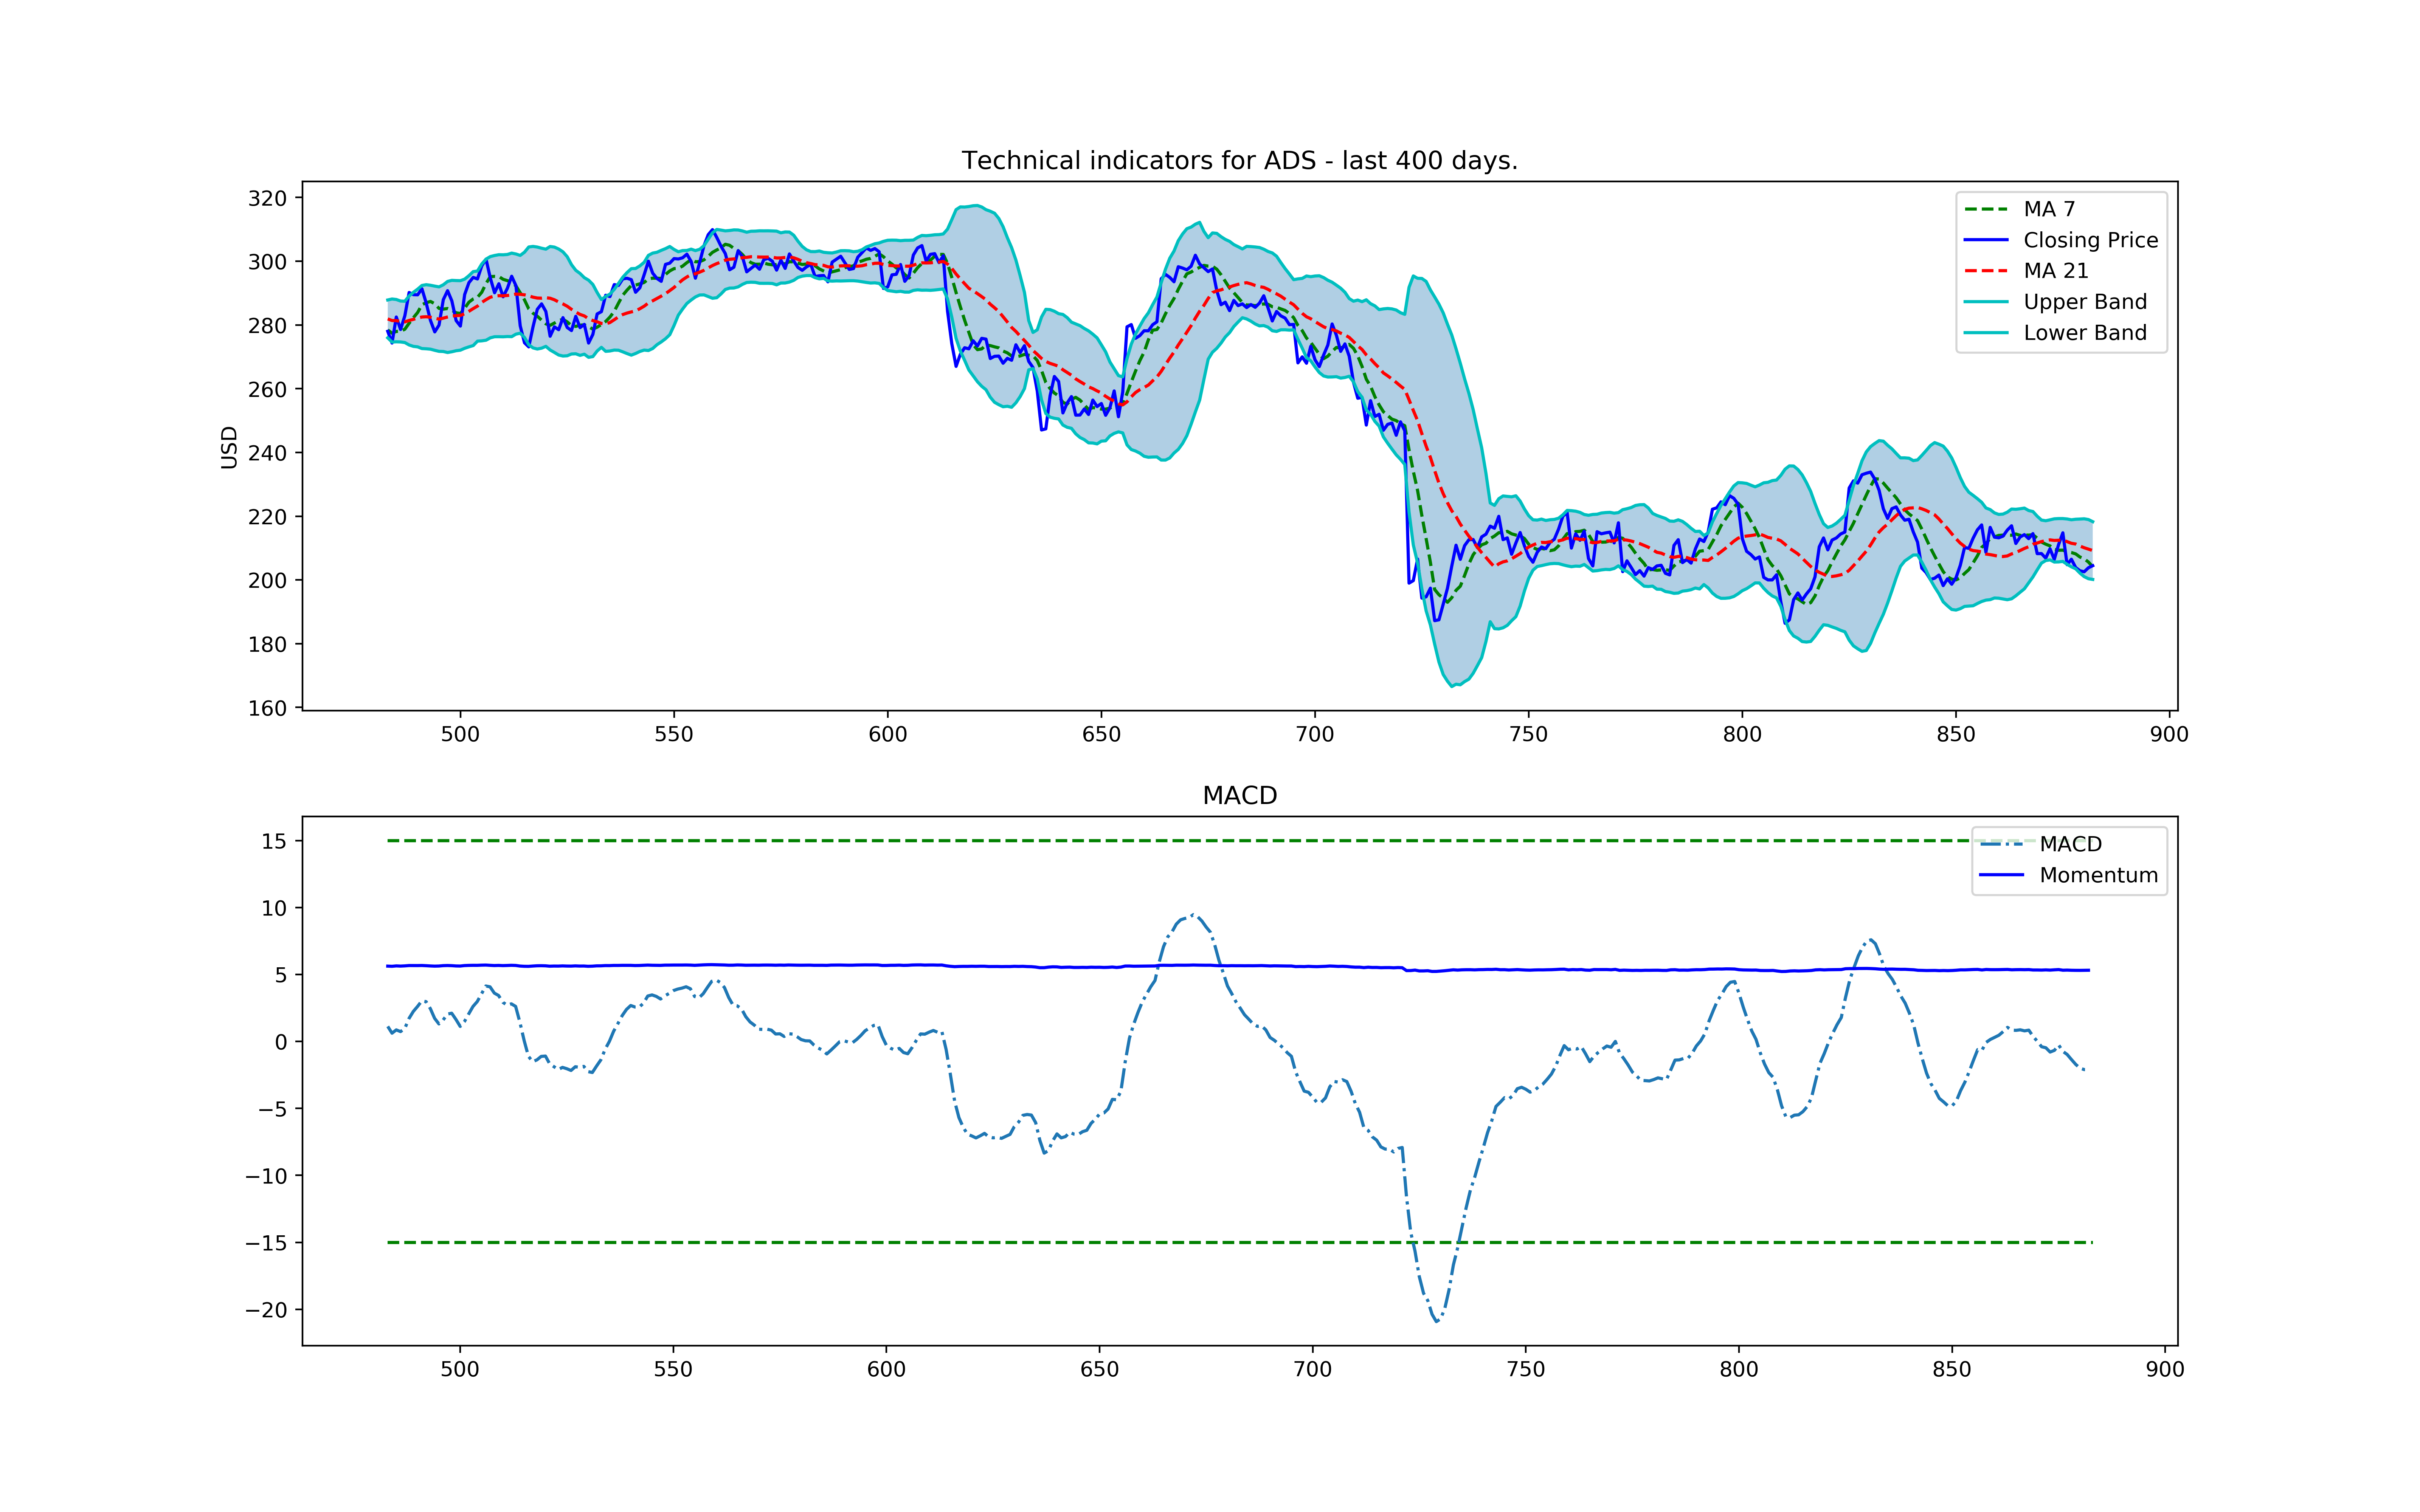 Technical indicators for ADS - last 400 days.
320
300
280
260
240
220
200
180
160
USD
MA 7
Closing Price
MA 21
Upper Band
Lower Band
500 550 600 650 700 750 800 850 900
MACD
15
10
5
0
−5
−10
−15
−20
MACD
Momentum
500 550 600 650 700 750 800 850 900